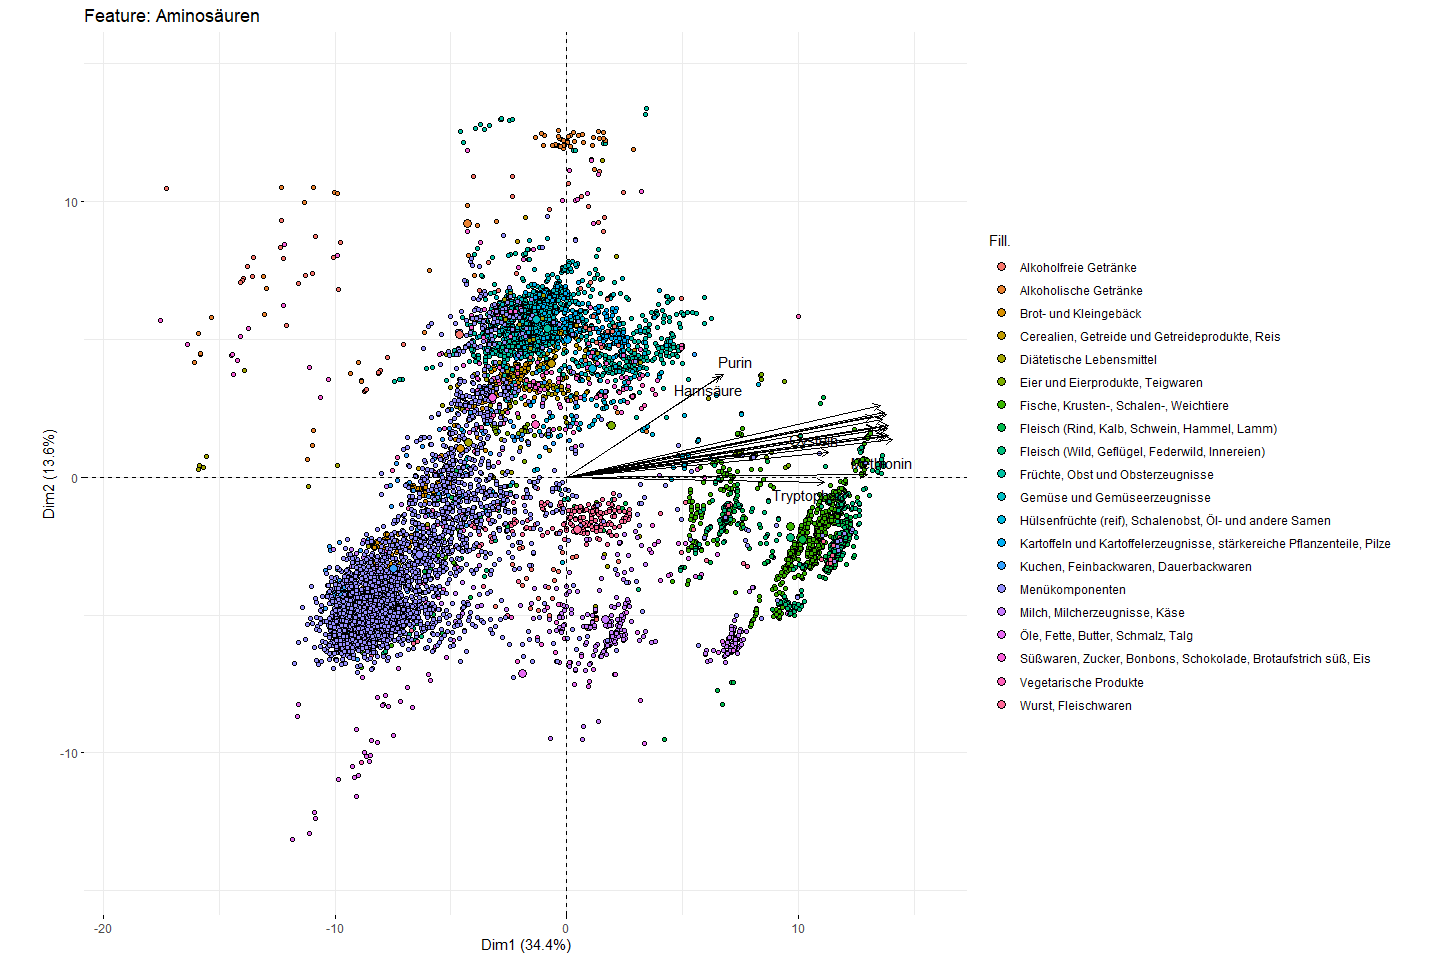 Feature: Aminosäuren
Dim2 (13.6%)
10
0
-10
-20
-10
0
10
Dim1 (34.4%)
Purin
Harnsäure
Cystein
Methionin
Fill.
Alkoholfreie Getränke
Alkoholische Getränke
Brot- und Kleingebäck
Cerealien, Getreide und Getreideprodukte, Reis
Diätetische Lebensmittel
Eier und Eierprodukte, Teigwaren
Fische, Krusten-, Schalen-, Weichtiere
Fleisch (Rind, Kalb, Schwein, Hammel, Lamm)
Fleisch (Wild, Geflügel, Federwild, Innereien)
Früchte, Obst und Obsterzeugnisse
Gemüse und Gemüseerzeugnisse
Hülsenfrüchte (reif), Schalenobst, Öl- und andere Samen
Kartoffeln und Kartoffelerzeugnisse, stärkereiche Pflanzenteile, Pilze
Kuchen, Feinbackwaren, Dauerbackwaren
Menükomponenten
Milch, Milcherzeugnisse, Käse
Öle, Fette, Butter, Schmalz, Talg
Süßwaren, Zucker, Bonbons, Schokolade, Brotaufstrich süß, Eis
Vegetarische Produkte
Wurst, Fleischwaren